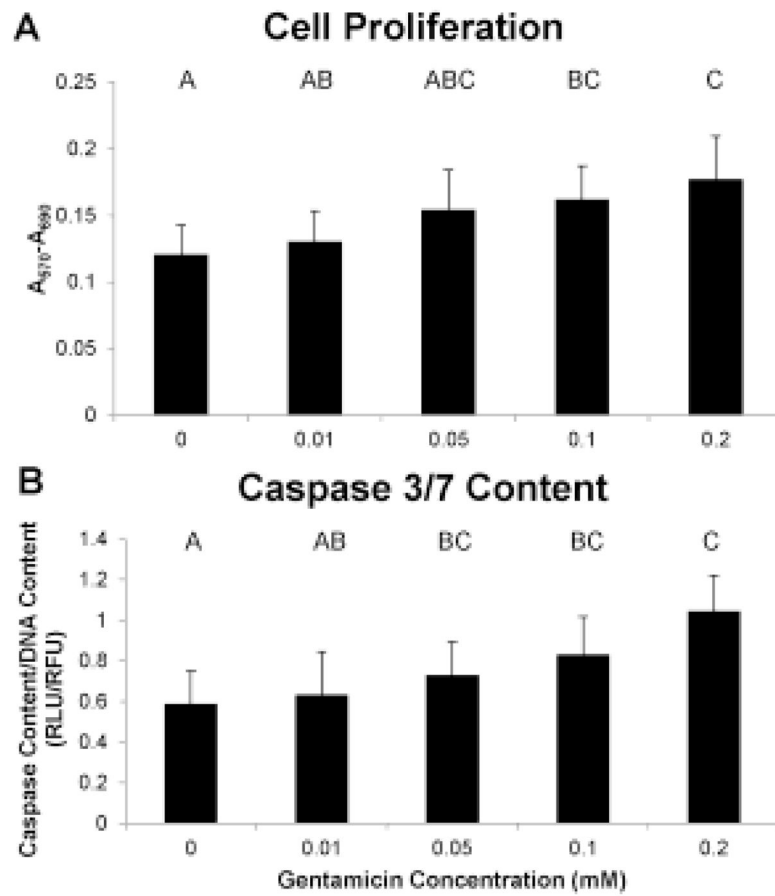 A Cell Proliferation
A AB ABC BC C
0.25
0.2
0.15
0.1
0.05
0
A₅₇₀-A₆₉₀
0 0.01 0.05 0.1 0.2
B Caspase 3/7 Content
A AB BC BC C
1.4
1.2
1
0.8
0.6
0.4
0.2
0
Caspase Content/DNA Content
(RLU/RFU)
0 0.01 0.05 0.1 0.2
Gentamicin Concentration (mM)